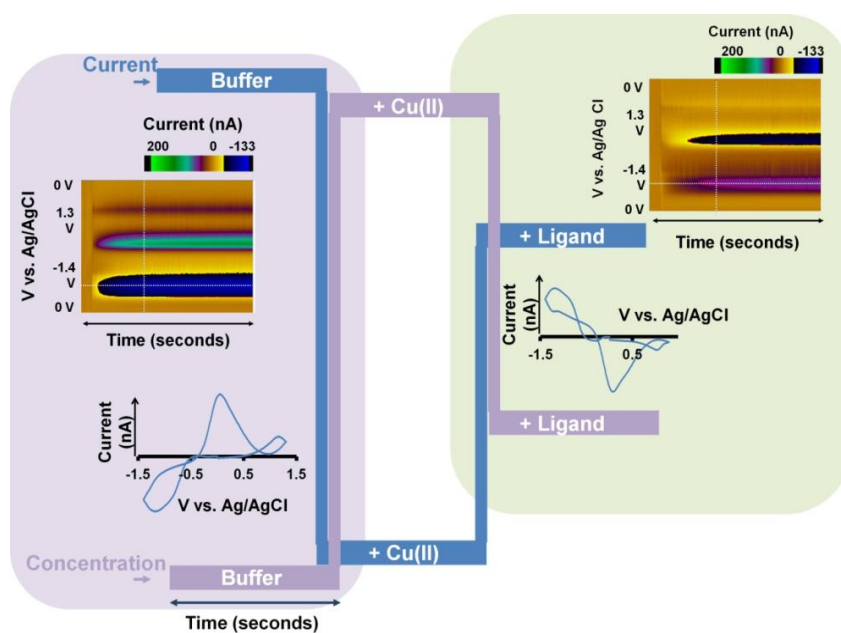 Current
Buffer
+ Cu(II)
Current (nA)
200 0 -133
V vs. Ag/AgCl
0 V
1.3
V
-1.4
V
0 V
Time (seconds)
Current (nA)
200 0 -133
V vs. Ag/Ag Cl
0 V
1.3
V
-1.4
V
0 V
Time (seconds)
+ Ligand
Current
(nA)
V vs. Ag/AgCl
-1.5 0.5
+ Ligand
Current
(nA)
-1.5 -0.5 0.5 1.5
V vs. Ag/AgCl
+ Cu(II)
Concentration
Buffer
Time (seconds)